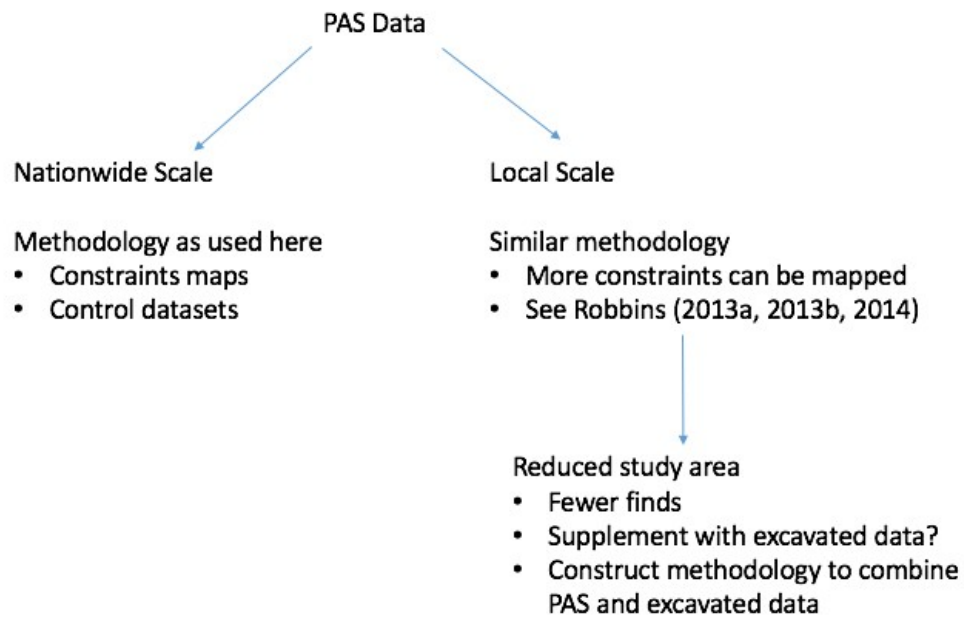 PAS Data
Nationwide Scale
Methodology as used here
• Constraints maps
• Control datasets
Local Scale
Similar methodology
• More constraints can be mapped
• See Robbins (2013a, 2013b, 2014)
Reduced study area
• Fewer finds
• Supplement with excavated data?
• Construct methodology to combine
PAS and excavated data